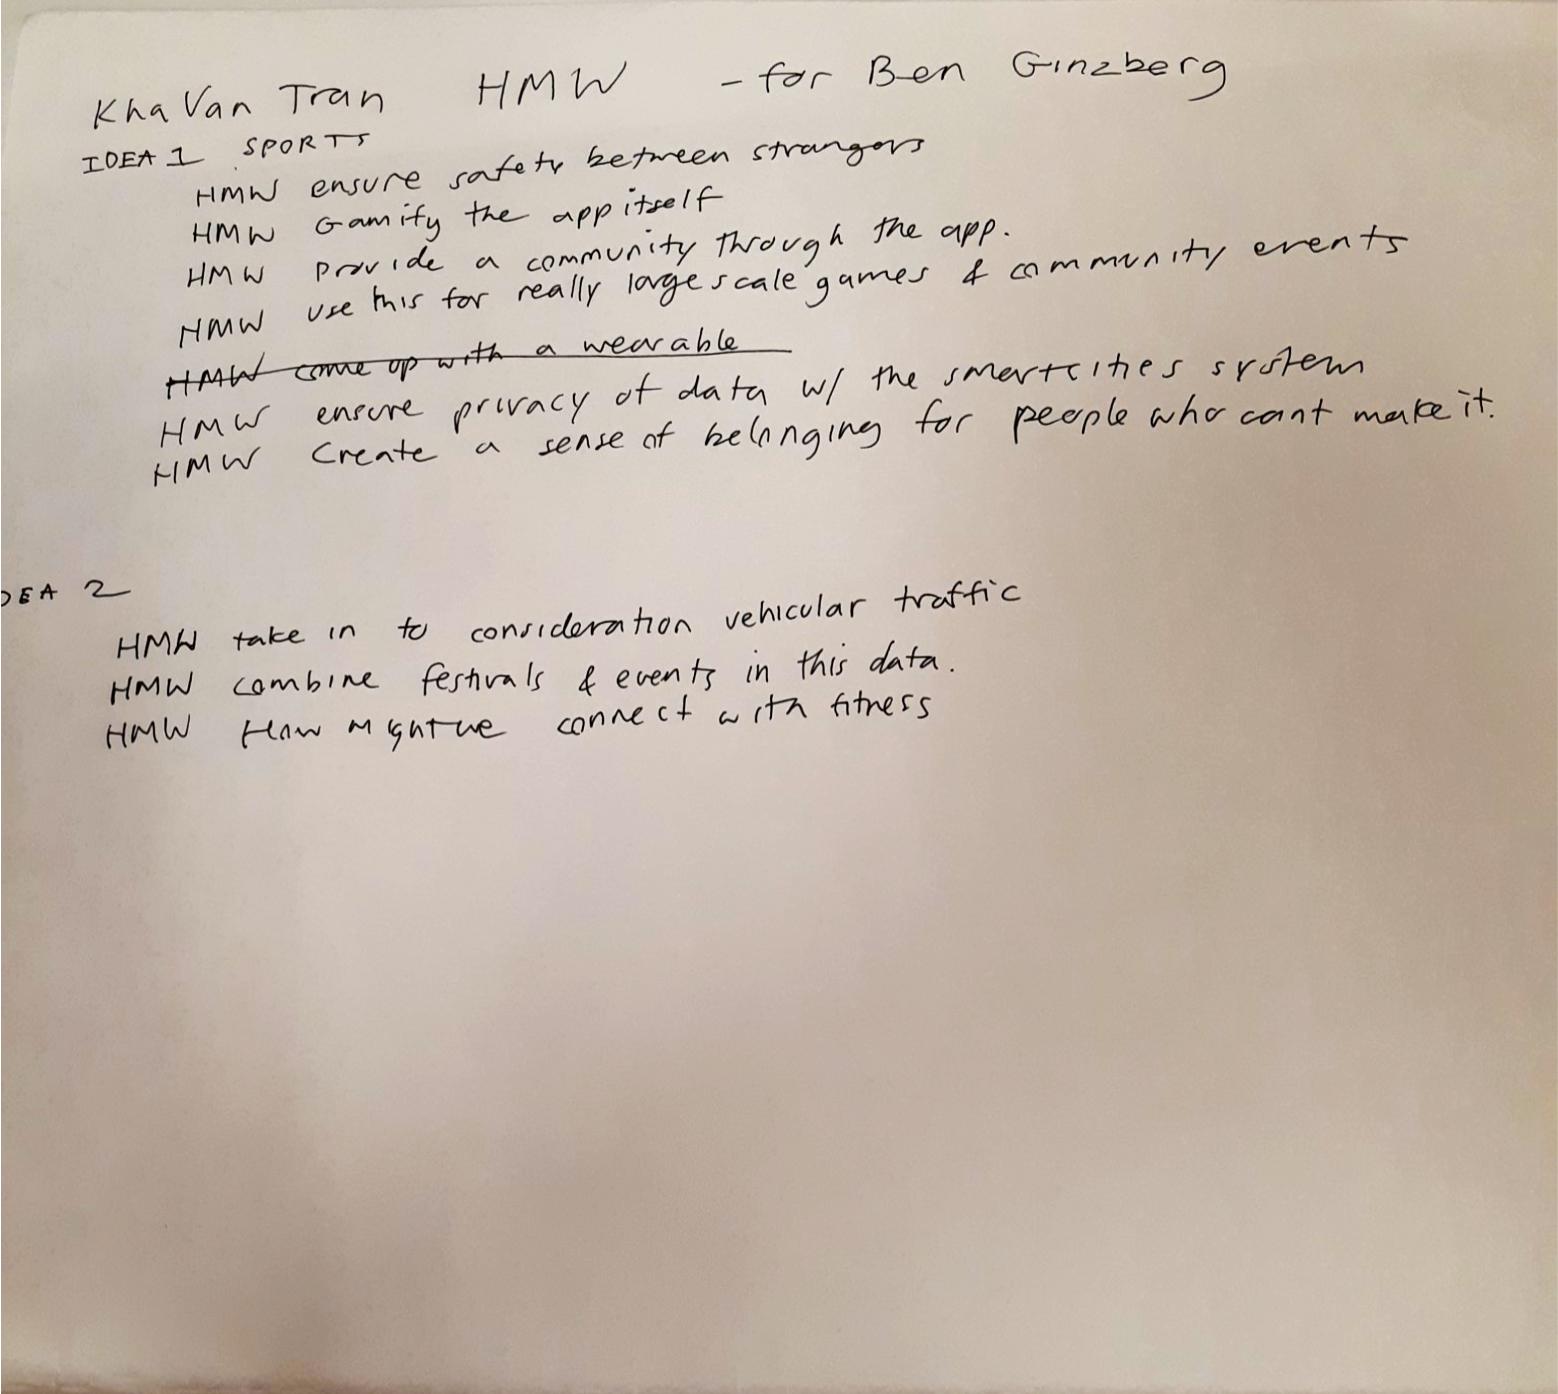 Kha Van Tran HMW - for Ben Ginzberg
IDEA 1 SPORTS
HMW ensure safety between strangers
HMW Gamify the app itself
HMW provide a community through the app.
HMW use this for really large scale games & community events
HMW come up with a wearable
HMW ensure privacy of data w/ the smartcities system
HMW Create a sense of belonging for people who cant make it.
DEA 2
HMW take in to consideration vehicular traffic
HMW combine festivals & events in this data.
HMW How might we connect with fitness